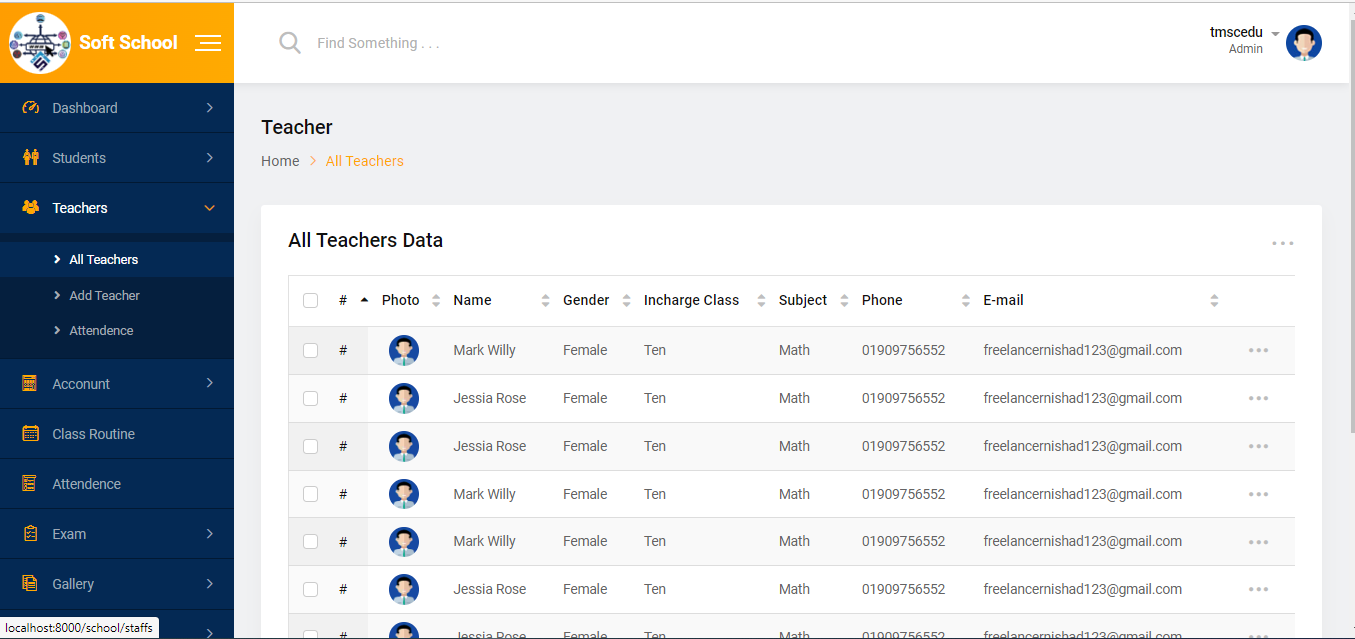 Soft School
Find Something . . .
tmscedu
Admin
Dashboard
Students
Teachers
All Teachers
Add Teacher
Attendence
Acconunt
Class Routine
Attendence
Exam
Gallery
localhost:8000/school/staffs
Teacher
Home > All Teachers
All Teachers Data
# Photo Name Gender Incharge Class Subject Phone E-mail
# Mark Willy Female Ten Math 01909756552 freelancernishad123@gmail.com
# Jessia Rose Female Ten Math 01909756552 freelancernishad123@gmail.com
# Jessia Rose Female Ten Math 01909756552 freelancernishad123@gmail.com
# Mark Willy Female Ten Math 01909756552 freelancernishad123@gmail.com
# Mark Willy Female Ten Math 01909756552 freelancernishad123@gmail.com
# Jessia Rose Female Ten Math 01909756552 freelancernishad123@gmail.com
# Jessia Rose Female Ten Math 01909756552 freelancernishad123@gmail.com